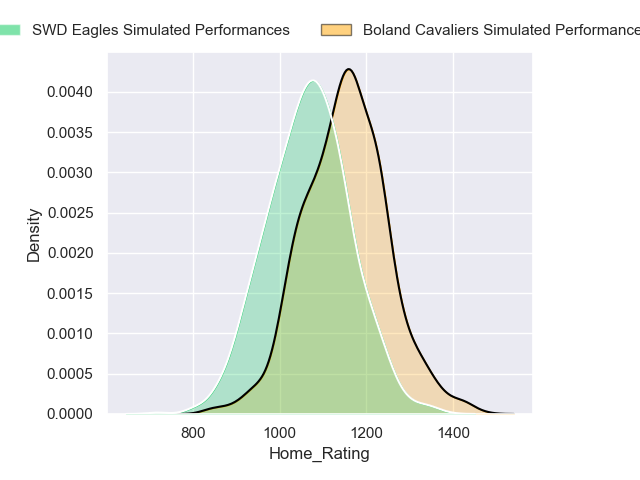 SWD Eagles Simulated Performances
Boland Cavaliers Simulated Performance
0.0040
0.0035
0.0030
0.0025
0.0020
0.0015
0.0010
0.0005
0.0000
Density
800 1000 1200 1400
Home_Rating